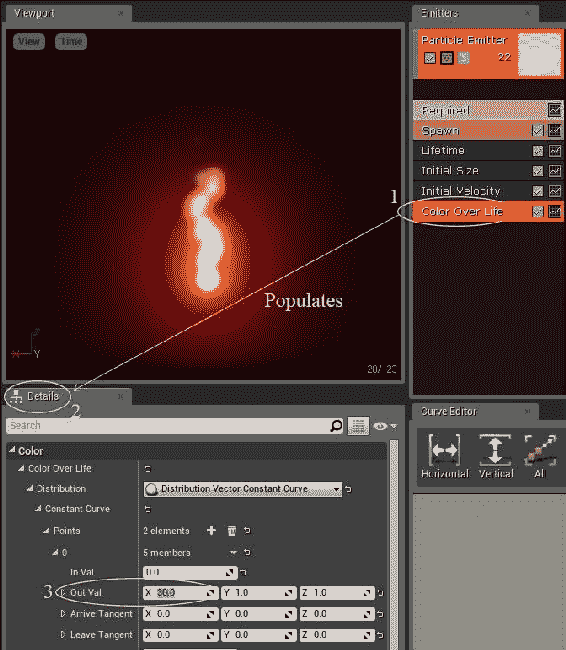 Viewport
Emitters
View Time
Particle Emitter
22
Required
Spawn
Lifetime
Initial Size
Initial Velocity
1
Color Over Life
Populates
Y
Details
2
Curve Editor
Search
Horizontal Vertical All
Color
Color Over Life
Distribution Distribution Vector Constant Curve
Constant Curve
Points 2 elements
0 5 members
In Val 0.0
3 Out Val X 30.0 Y 1.0 Z 1.0
Arrive Tangent X 0.0 Y 0.0 Z 0.0
Leave Tangent X 0.0 Y 0.0 Z 0.0